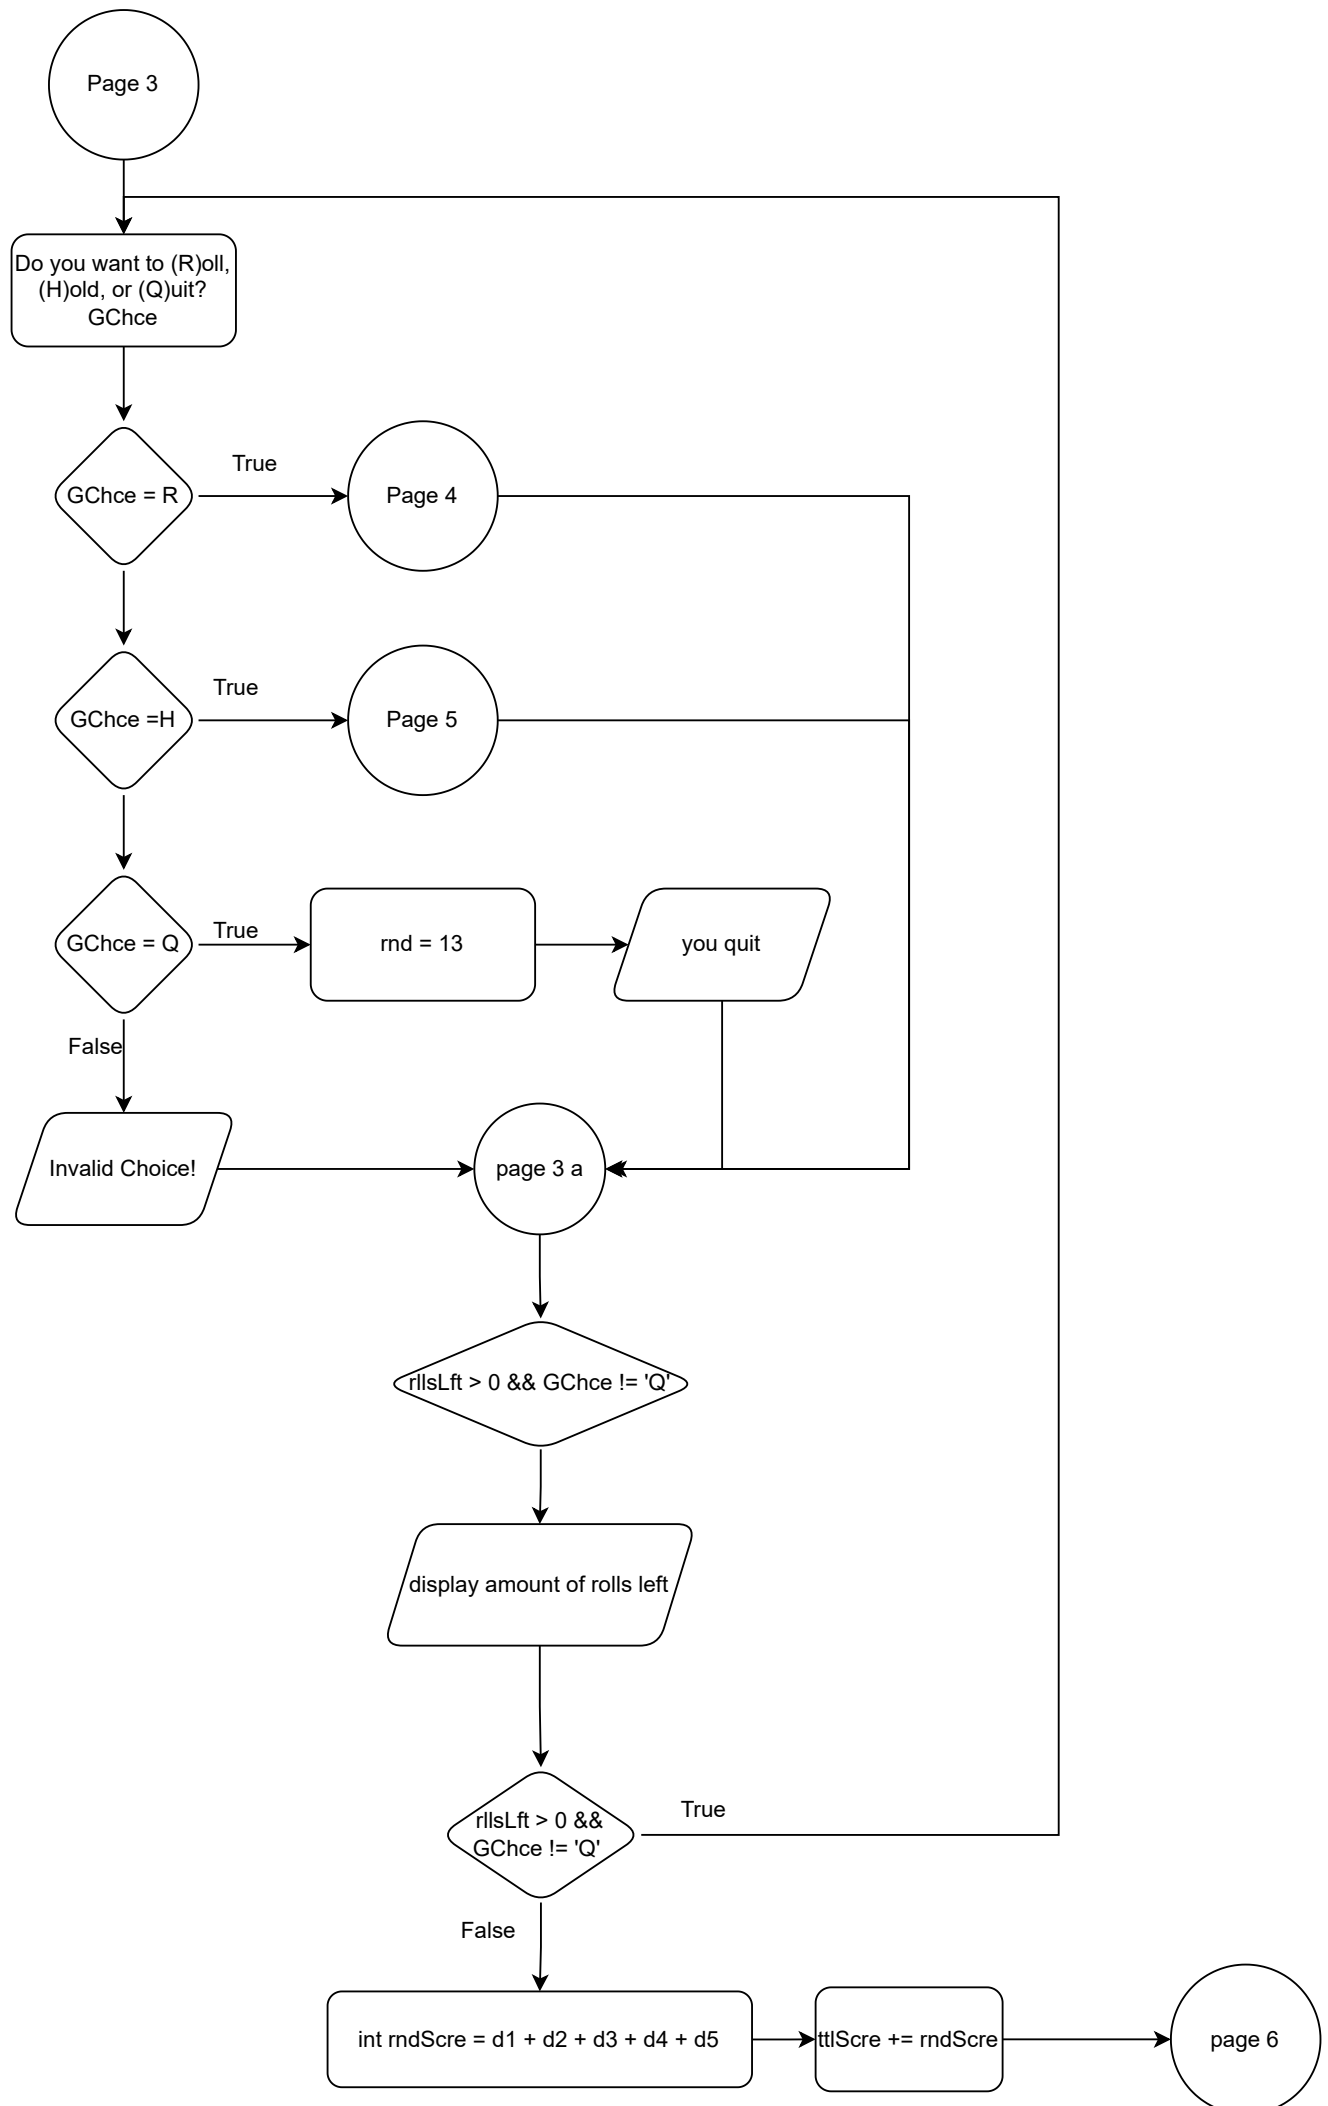 Page 3
Do you want to (R)oll,
(H)old, or (Q)uit?
GChce
GChce = R
True
Page 4
GChce =H
True
Page 5
GChce = Q
True
rnd = 13
you quit
False
Invalid Choice!
page 3 a
rllsLft > 0 && GChce != 'Q'
display amount of rolls left
rllsLft > 0 &&
GChce != 'Q'
True
False
int rndScre = d1 + d2 + d3 + d4 + d5
ttlScre += rndScre
page 6